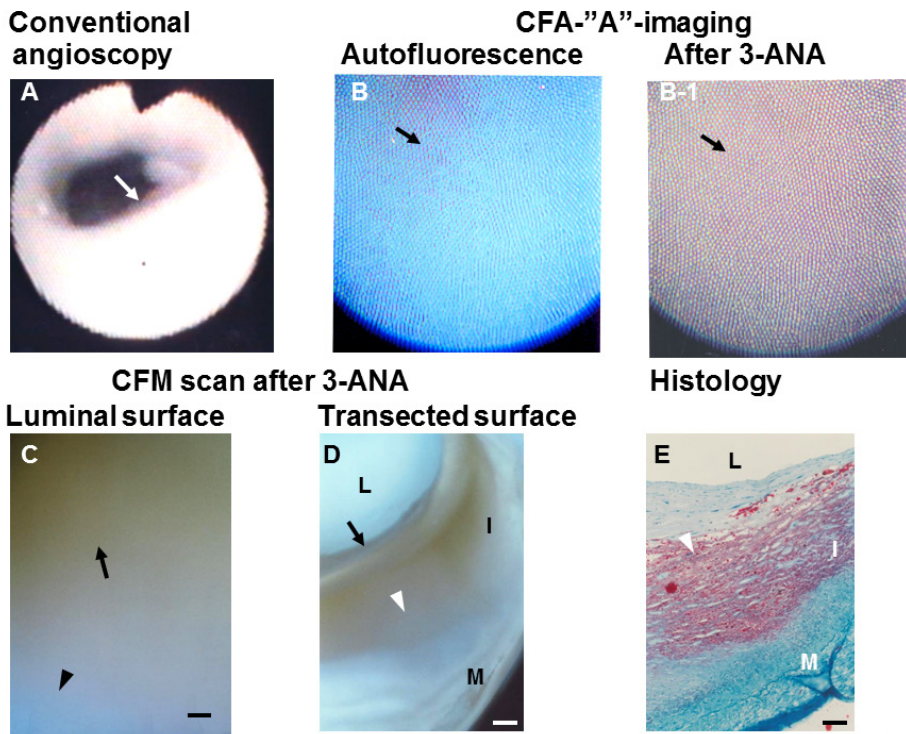 Conventional
angioscopy
CFA-”A”-imaging
Autofluorescence
After 3-ANA
A
B
B-1
CFM scan after 3-ANA
Histology
Luminal surface
Transected surface
C
D
L
I
M
E
L
I
M